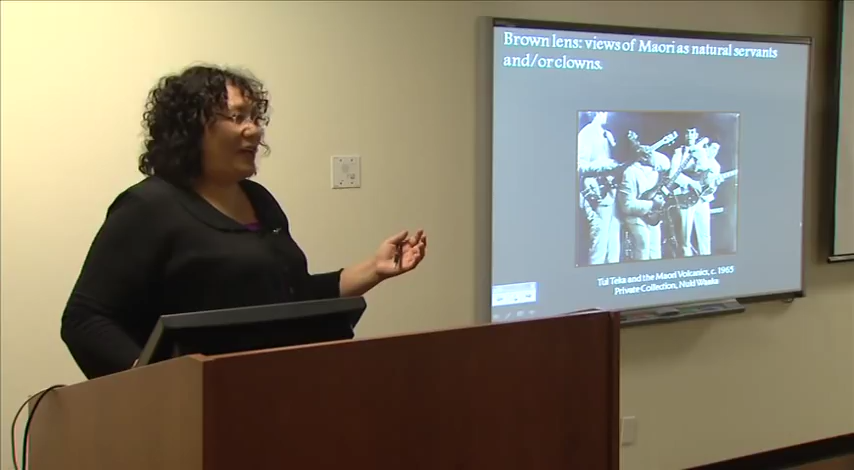 Brown lens: views of Maori as natural servants
and/or clowns.
Tui Teka and the Maori Volcanics, c. 1965
Private Collection, Nuki Waaka